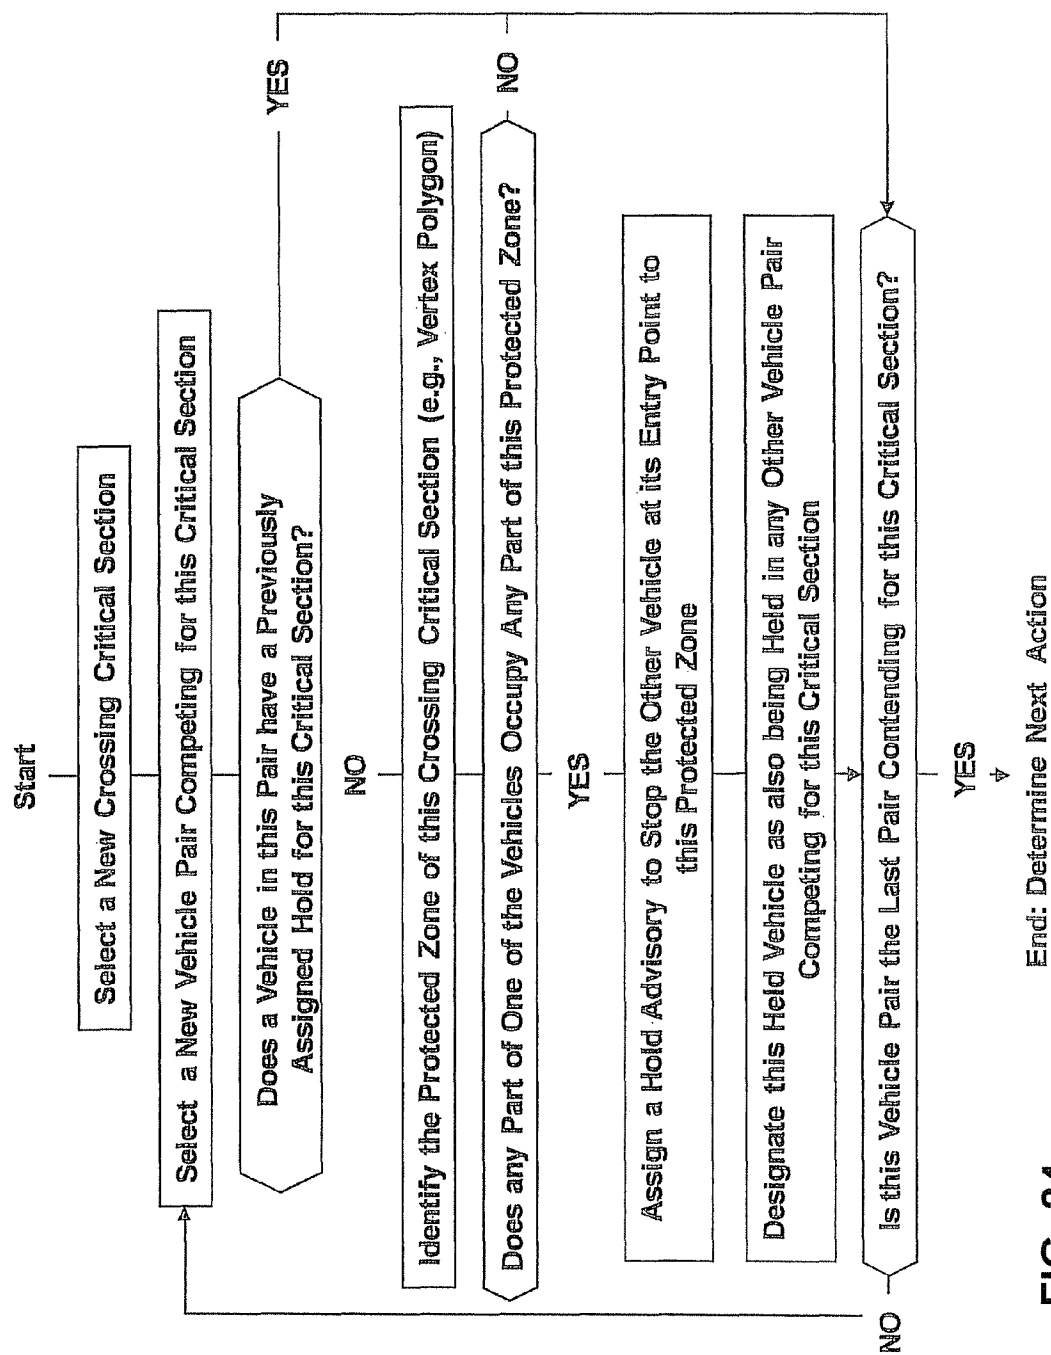 Start
Select a New Crossing Critical Section
Select a New Vehicle Pair Competing for this Critical Section
Does a Vehicle in this Pair have a Previously
Assigned Hold for this Critical Section?
YES
NO
Identify the Protected Zone of this Crossing Critical Section (e.g., Vertex Polygon)
Does any Part of One of the Vehicles Occupy Any Part of this Protected Zone?
NO
YES
Assign a Hold Advisory to Stop the Other Vehicle at its Entry Point to
this Protected Zone
Designate this Held Vehicle as also being Held in any Other Vehicle Pair
Competing for this Critical Section
Is this Vehicle Pair the Last Pair Contending for this Critical Section?
NO
YES
End: Determine Next Action